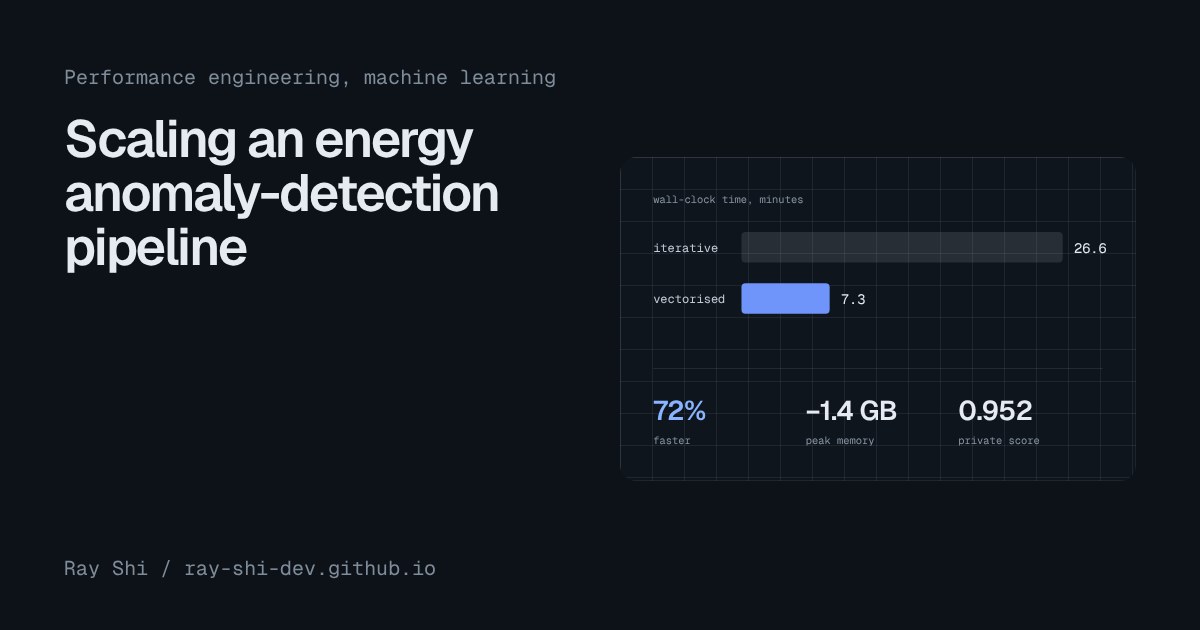 Performance engineering, machine learning
Scaling an energy
anomaly-detection
pipeline
wall-clock time, minutes
iterative 26.6
vectorised 7.3
72% −1.4 GB 0.952
faster peak memory private score
Ray Shi / ray-shi-dev.github.io